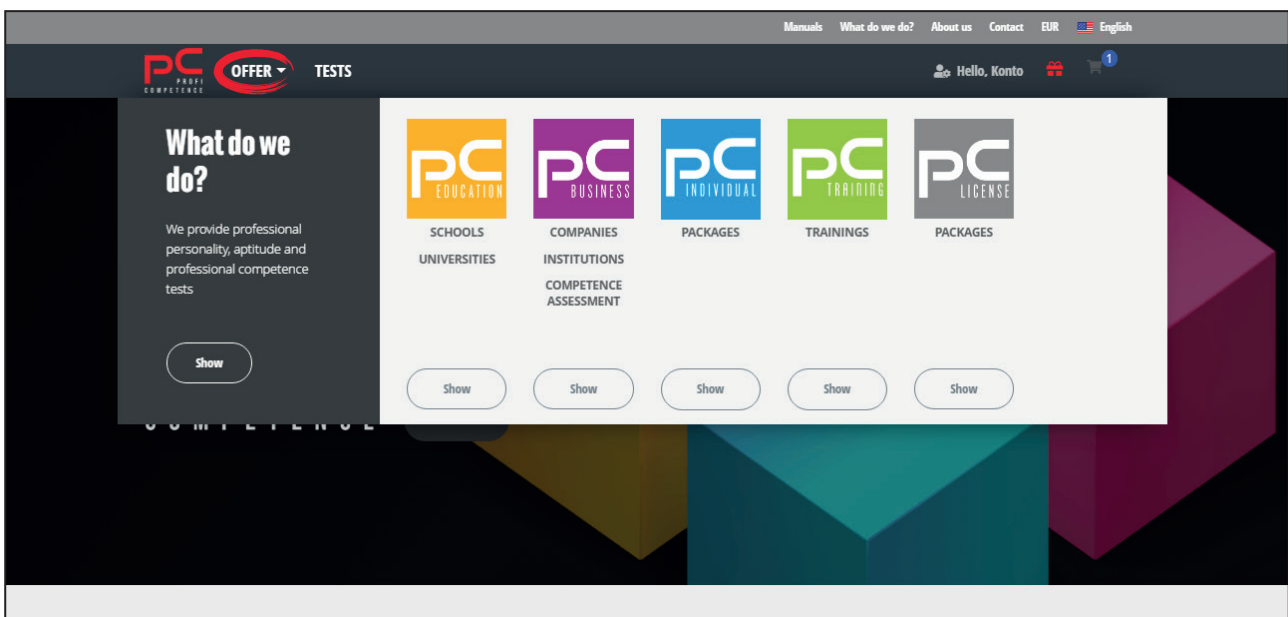 Manuals What do we do? About us Contact EUR English
PC
PROFI
COMPETENCE
OFFER TESTS Hello, Konto 1
What do we
do?
We provide professional
personality, aptitude and
professional competence
tests
Show
PC
EDUCATION
SCHOOLS
UNIVERSITIES
Show
PC
BUSINESS
COMPANIES
INSTITUTIONS
COMPETENCE
ASSESSMENT
Show
PC
INDIVIDUAL
PACKAGES
Show
PC
TRAINING
TRAININGS
Show
PC
LICENSE
PACKAGES
Show
COMPETENCE